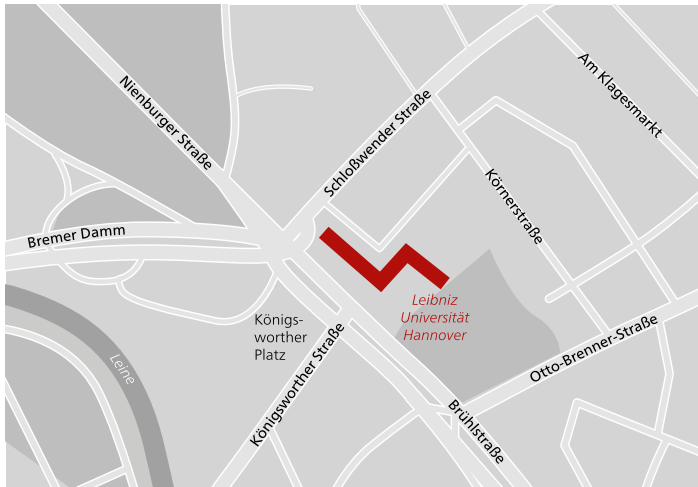 Nienburger Straße
Schloßwender Straße
Am Klagesmarkt
Körnerstraße
Bremer Damm
Leibniz
Universität
Hannover
Königs-
worther
Platz
Leine
Königsworther Straße
Otto-Brenner-Straße
Brühlstraße